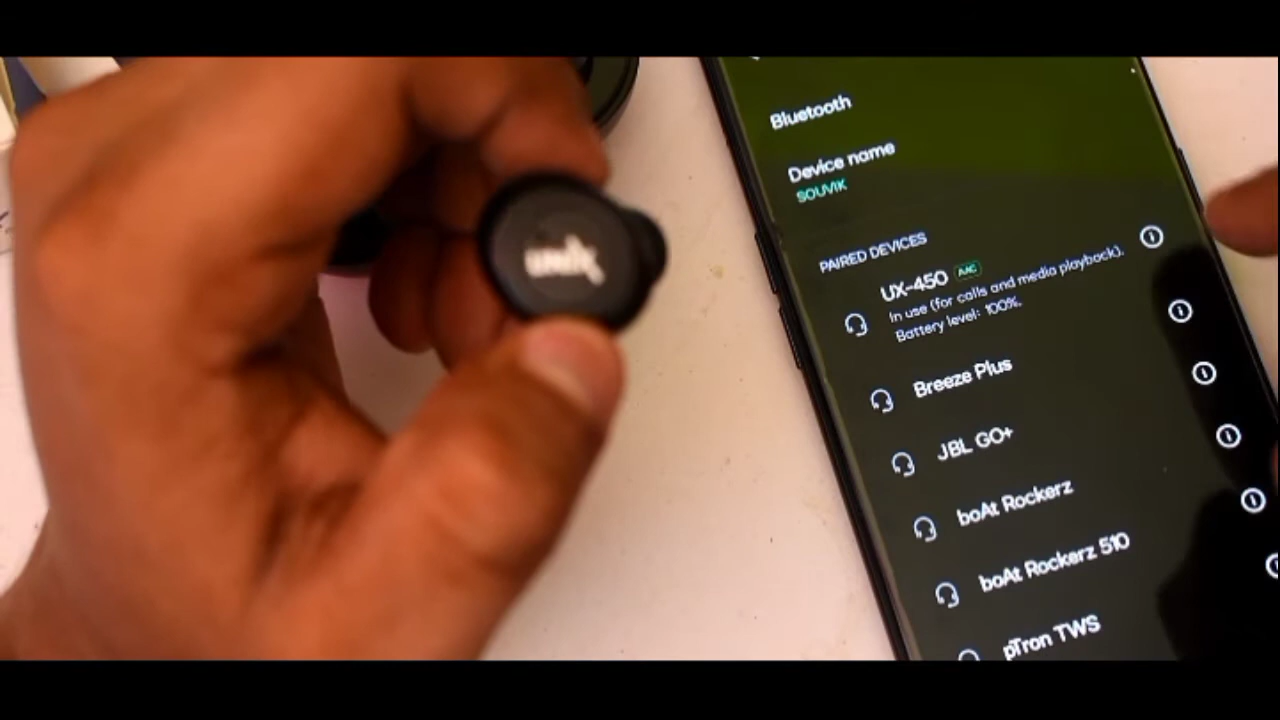 unix
Bluetooth
Device name
SOUVIK
PAIRED DEVICES
UX-450 AAC
In use (for calls and media playback).
Battery level: 100%.
Breeze Plus
JBL GO+
boAt Rockerz
boAt Rockerz 510
pTron TWS